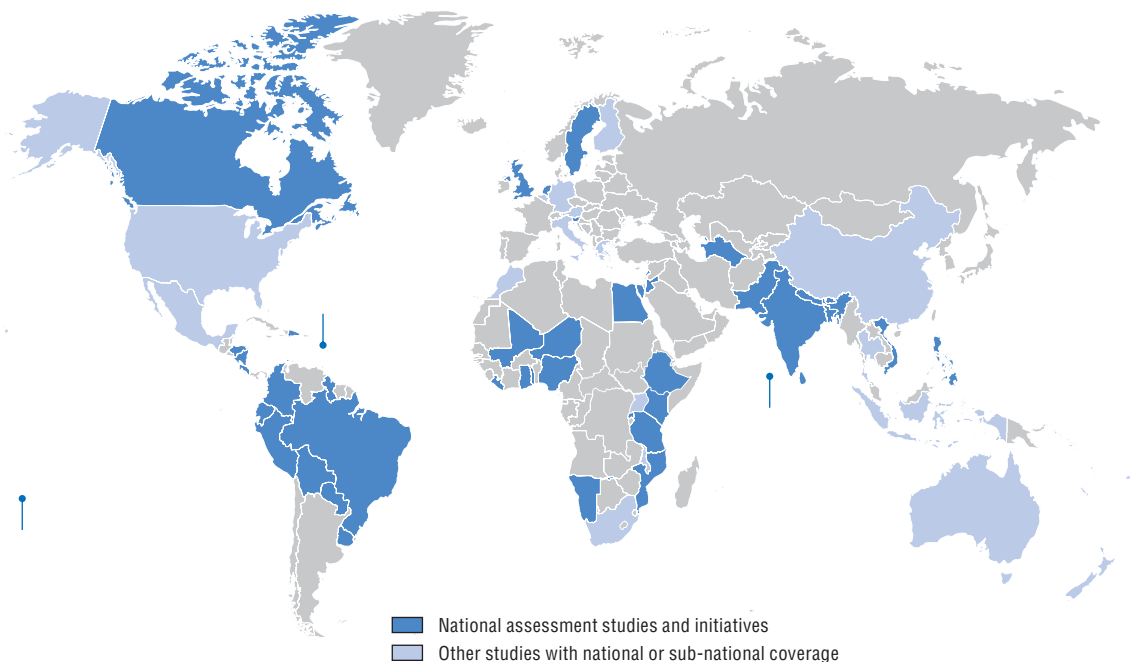 National assessment studies and initiatives
Other studies with national or sub-national coverage